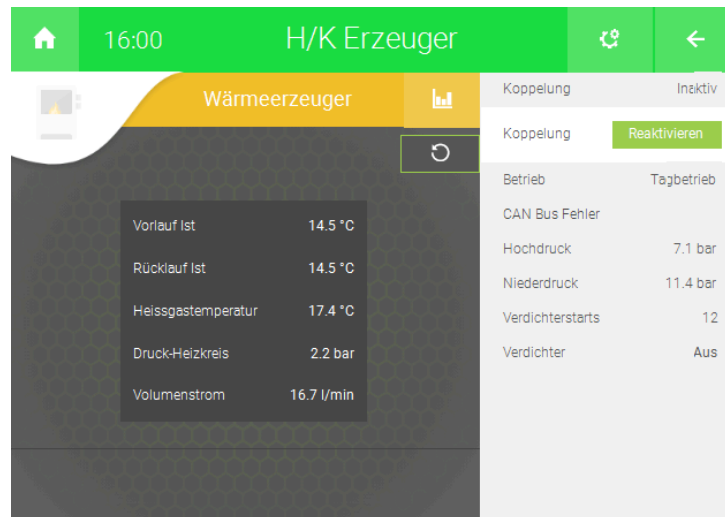 16:00 H/K Erzeuger
Wärmeerzeuger
Vorlauf Ist 14.5 °C
Rücklauf Ist 14.5 °C
Heissgastemperatur 17.4 °C
Druck-Heizkreis 2.2 bar
Volumenstrom 16.7 l/min
Koppelung Inaktiv
Koppelung Reaktivieren
Betrieb Tagbetrieb
CAN Bus Fehler
Hochdruck 7.1 bar
Niederdruck 11.4 bar
Verdichterstarts 12
Verdichter Aus